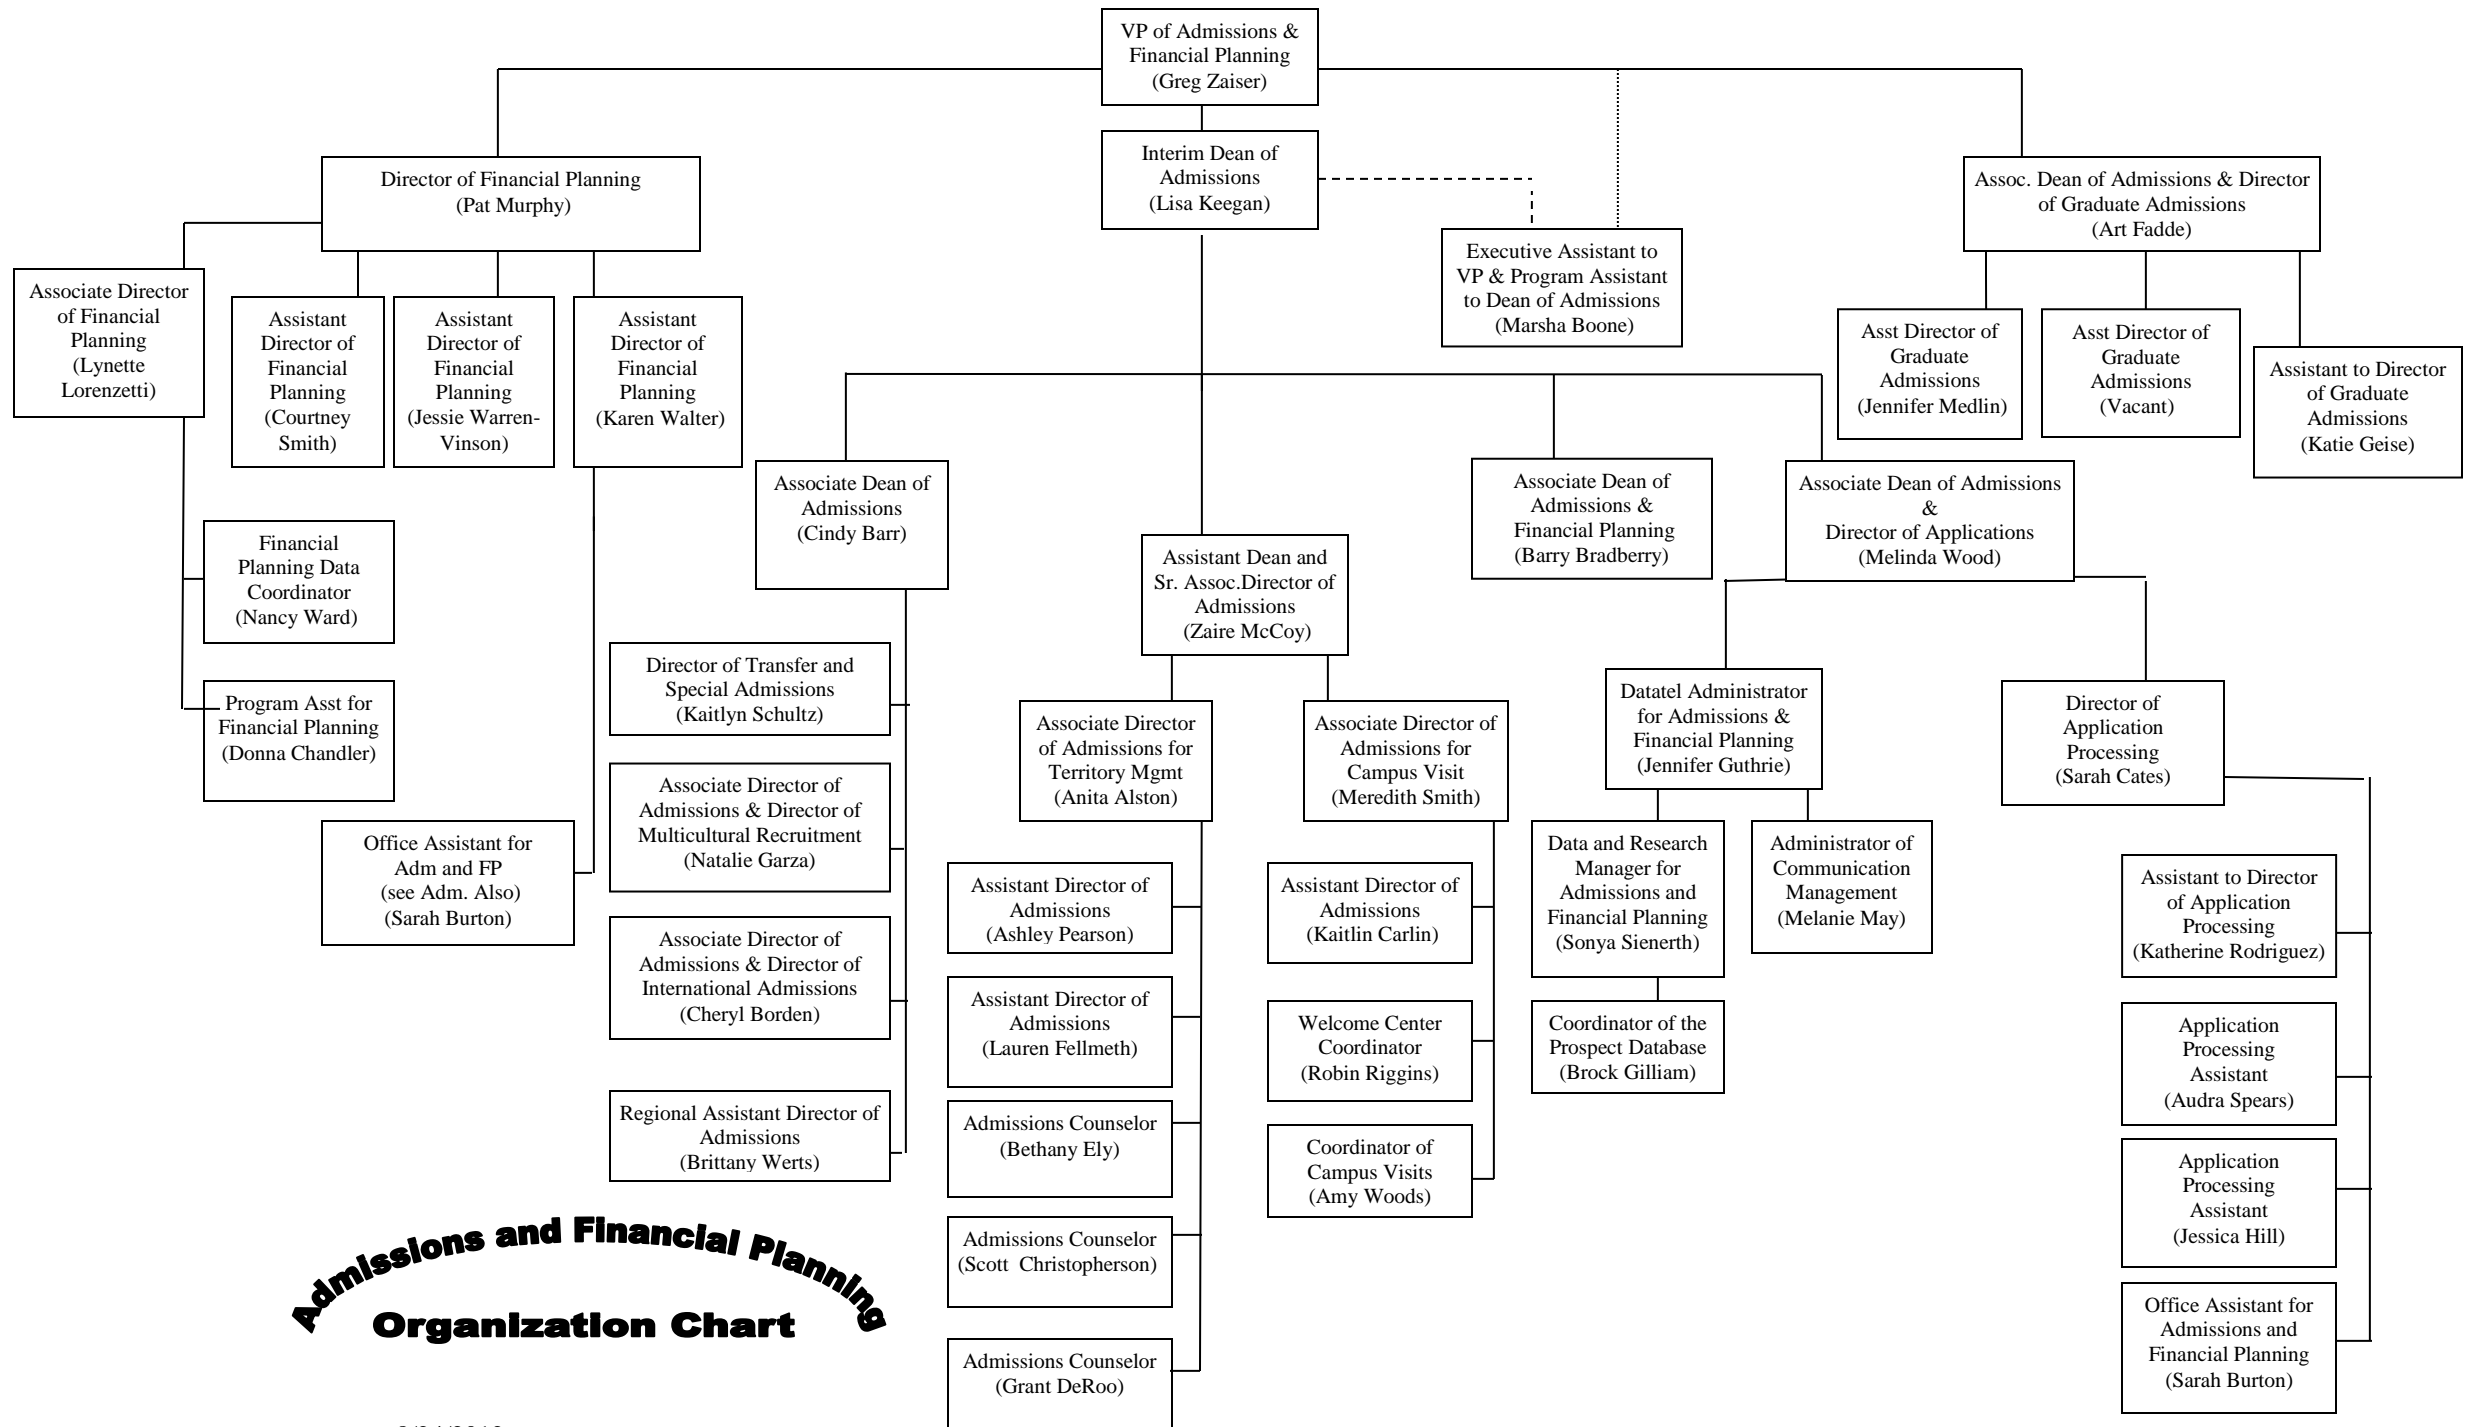 VP of Admissions &
Financial Planning
(Greg Zaiser)
Interim Dean of
Admissions
(Lisa Keegan)
Director of Financial Planning
(Pat Murphy)
Assoc. Dean of Admissions & Director
of Graduate Admissions
(Art Fadde)
Executive Assistant to
VP & Program Assistant
to Dean of Admissions
(Marsha Boone)
Associate Director
of Financial
Planning
(Lynette
Lorenzetti)
Assistant
Director of
Financial
Planning
(Courtney
Smith)
Assistant
Director of
Financial
Planning
(Jessie Warren-
Vinson)
Assistant
Director of
Financial
Planning
(Karen Walter)
Asst Director of
Graduate
Admissions
(Jennifer Medlin)
Asst Director of
Graduate
Admissions
(Vacant)
Assistant to Director
of Graduate
Admissions
(Katie Geise)
Associate Dean of
Admissions
(Cindy Barr)
Assistant Dean and
Sr. Assoc.Director of
Admissions
(Zaire McCoy)
Associate Dean of
Admissions &
Financial Planning
(Barry Bradberry)
Associate Dean of Admissions
&
Director of Applications
(Melinda Wood)
Financial
Planning Data
Coordinator
(Nancy Ward)
Program Asst for
Financial Planning
(Donna Chandler)
Office Assistant for
Adm and FP
(see Adm. Also)
(Sarah Burton)
Director of Transfer and
Special Admissions
(Kaitlyn Schultz)
Associate Director of
Admissions & Director of
Multicultural Recruitment
(Natalie Garza)
Associate Director of
Admissions & Director of
International Admissions
(Cheryl Borden)
Regional Assistant Director of
Admissions
(Brittany Werts)
Associate Director
of Admissions for
Territory Mgmt
(Anita Alston)
Assistant Director of
Admissions
(Ashley Pearson)
Assistant Director of
Admissions
(Lauren Fellmeth)
Admissions Counselor
(Bethany Ely)
Admissions Counselor
(Scott Christopherson)
Admissions Counselor
(Grant DeRoo)
Associate Director of
Admissions for
Campus Visit
(Meredith Smith)
Assistant Director of
Admissions
(Kaitlin Carlin)
Welcome Center
Coordinator
(Robin Riggins)
Coordinator of
Campus Visits
(Amy Woods)
Datatel Administrator
for Admissions &
Financial Planning
(Jennifer Guthrie)
Data and Research
Manager for
Admissions and
Financial Planning
(Sonya Sienerth)
Administrator of
Communication
Management
(Melanie May)
Coordinator of the
Prospect Database
(Brock Gilliam)
Director of
Application
Processing
(Sarah Cates)
Assistant to Director
of Application
Processing
(Katherine Rodriguez)
Application
Processing
Assistant
(Audra Spears)
Application
Processing
Assistant
(Jessica Hill)
Office Assistant for
Admissions and
Financial Planning
(Sarah Burton)
Admissions and Financial Planning
Organization Chart